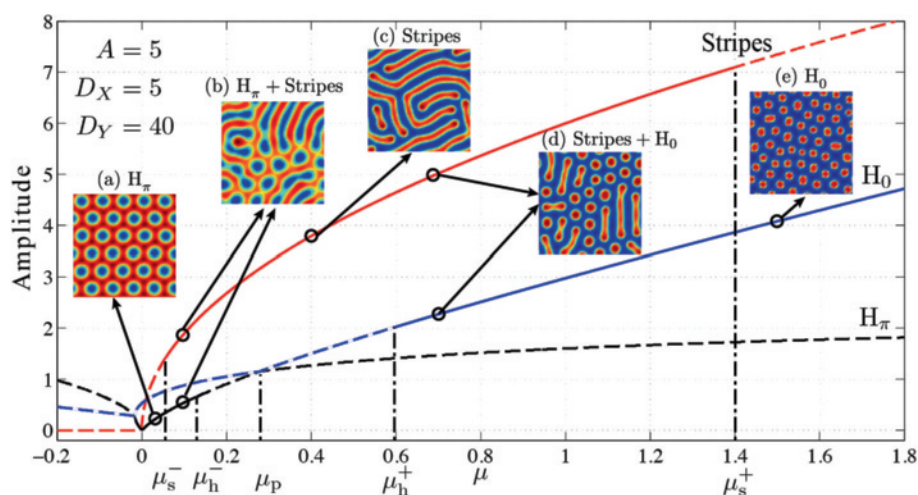 A = 5
D_X = 5
D_Y = 40
(a) H_π
(b) H_π + Stripes
(c) Stripes
(d) Stripes + H_0
(e) H_0
Stripes
H_0
H_π
Amplitude
8
7
6
5
4
3
2
1
0
−0.2 0 0.2 0.4 0.6 0.8 1 1.2 1.4 1.6 1.8
μ_s^− μ_h^− μ_p μ_h^+ μ μ_s^+